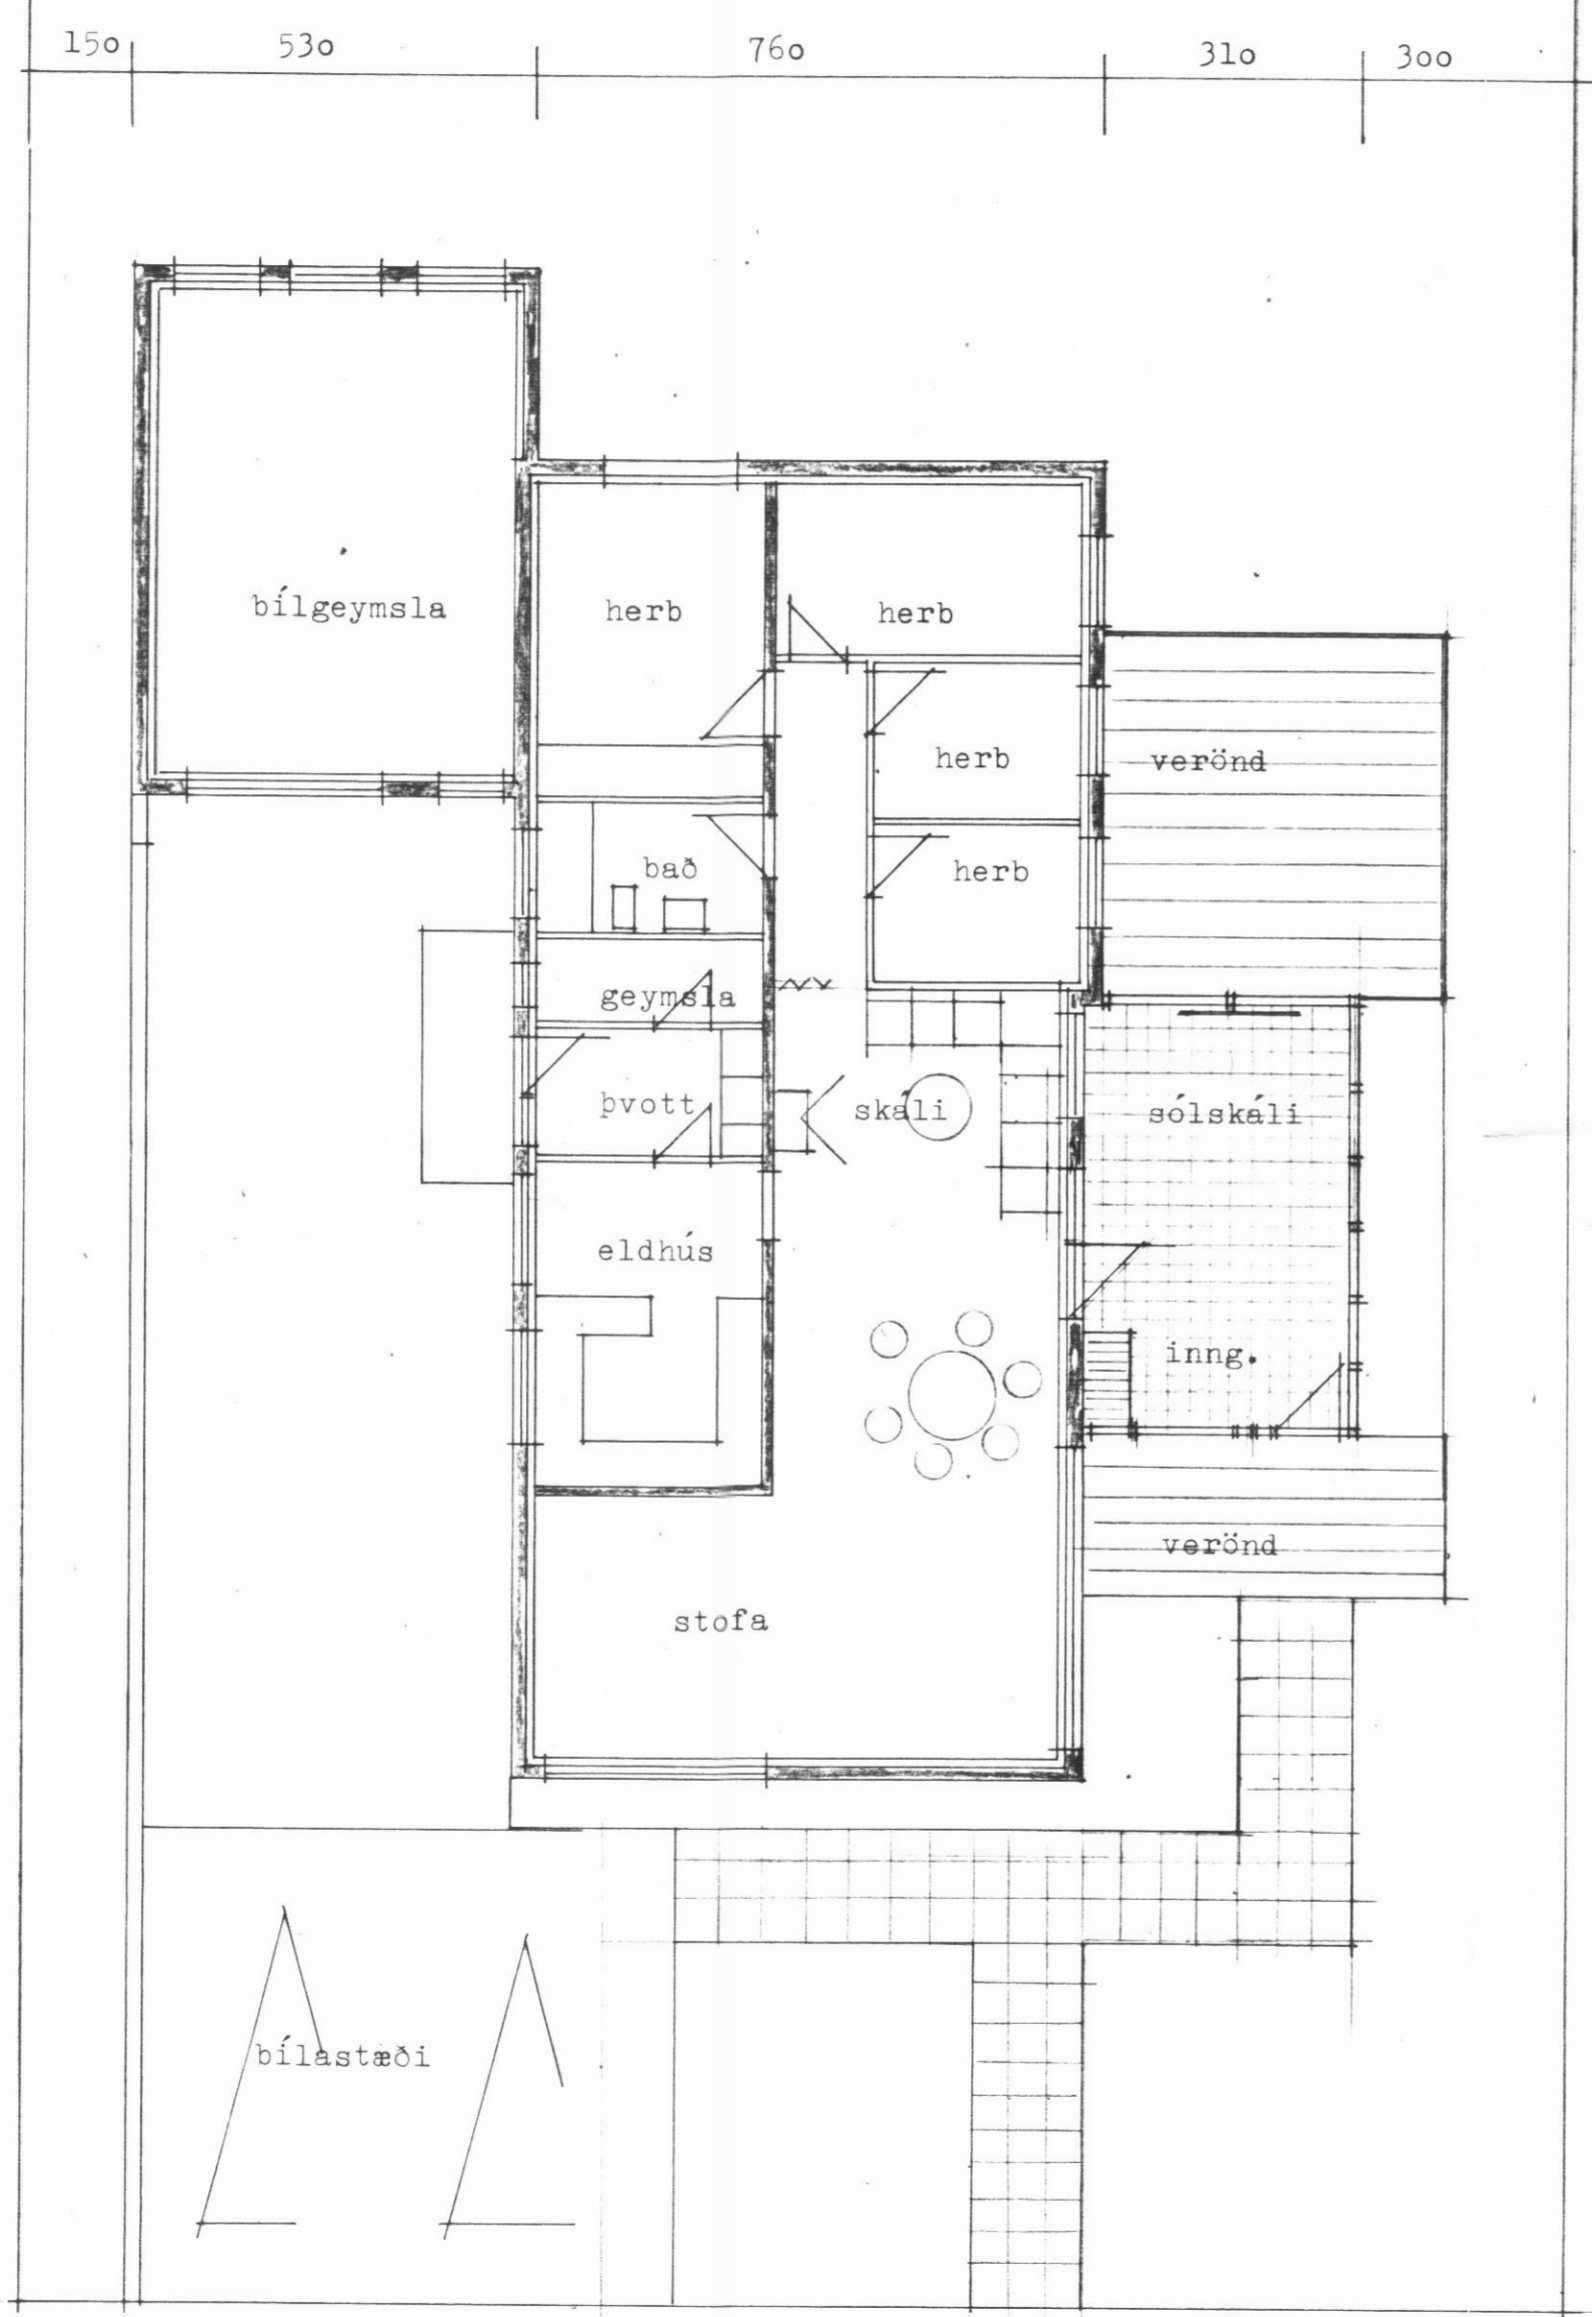 15o 53o 76o 31o 3oo
bílgeymsla herb herb
herb verönd
bað herb
geymsla
þvott skáli sólskáli
eldhús
inng.
verönd
stofa
bílastæði